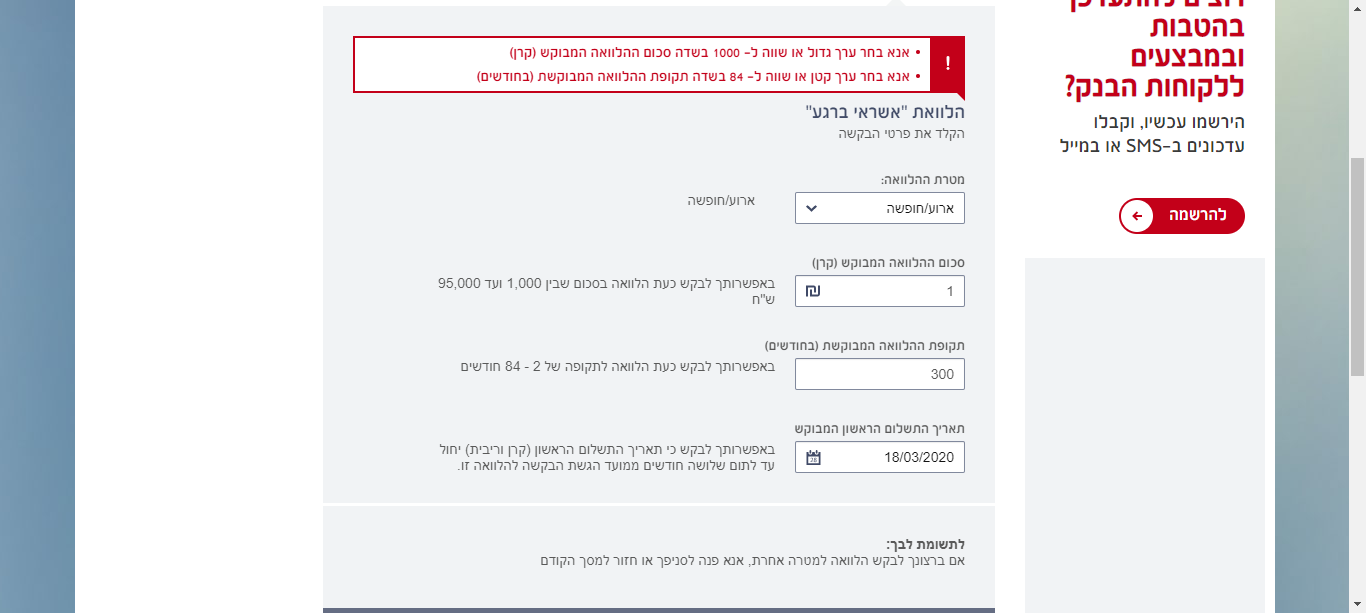 רוצים להתעדכן
בהטבות
ובמבצעים
ללקוחות הבנק?
הירשמו עכשיו, וקבלו
עדכונים ב-SMS או במייל
להרשמה
!
• אנא בחר ערך גדול או שווה ל- 1000 בשדה סכום ההלוואה המבוקש (קרן)
• אנא בחר ערך קטן או שווה ל- 84 בשדה תקופת ההלוואה המבוקשת (בחודשים)
הלוואת "אשראי ברגע"
הקלד את פרטי הבקשה
מטרת ההלוואה:
ארוע/חופשה
ארוע/חופשה
סכום ההלוואה המבוקש (קרן)
1 ₪
באפשרותך לבקש כעת הלוואה בסכום שבין 1,000 ועד 95,000
ש"ח
תקופת ההלוואה המבוקשת (בחודשים)
300
באפשרותך לבקש כעת הלוואה לתקופה של 2 - 84 חודשים
תאריך התשלום הראשון המבוקש
18/03/2020
באפשרותך לבקש כי תאריך התשלום הראשון (קרן וריבית) יחול
עד לתום שלושה חודשים ממועד הגשת הבקשה להלוואה זו.
לתשומת לבך:
אם ברצונך לבקש הלוואה למטרה אחרת, אנא פנה לסניפך או חזור למסך הקודם